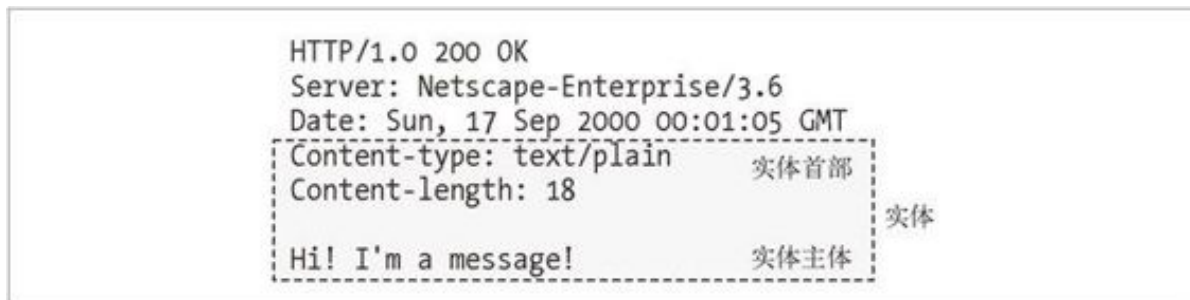 HTTP/1.0 200 OK
Server: Netscape-Enterprise/3.6
Date: Sun, 17 Sep 2000 00:01:05 GMT
Content-type: text/plain 实体首部
Content-length: 18
实体
Hi! I'm a message! 实体主体